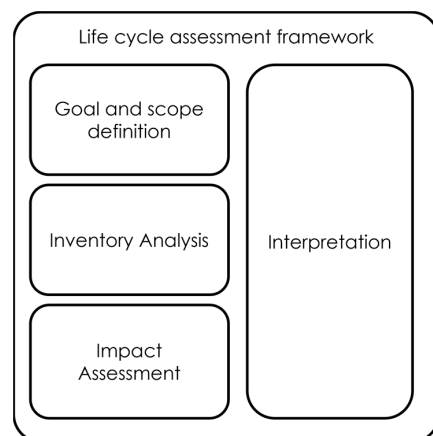 Life cycle assessment framework
Goal and scope
definition
Inventory Analysis
Interpretation
Impact
Assessment